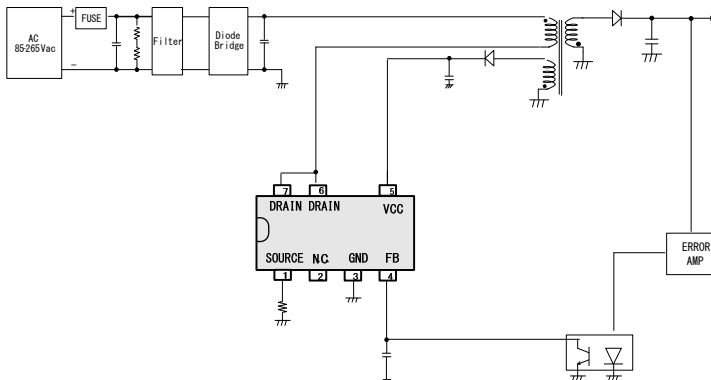 AC
85-265Vac
+
-
FUSE
Filter
Diode
Bridge
7 6 5
DRAIN DRAIN VCC
SOURCE N.C. GND FB
1 2 3 4
ERROR
AMP